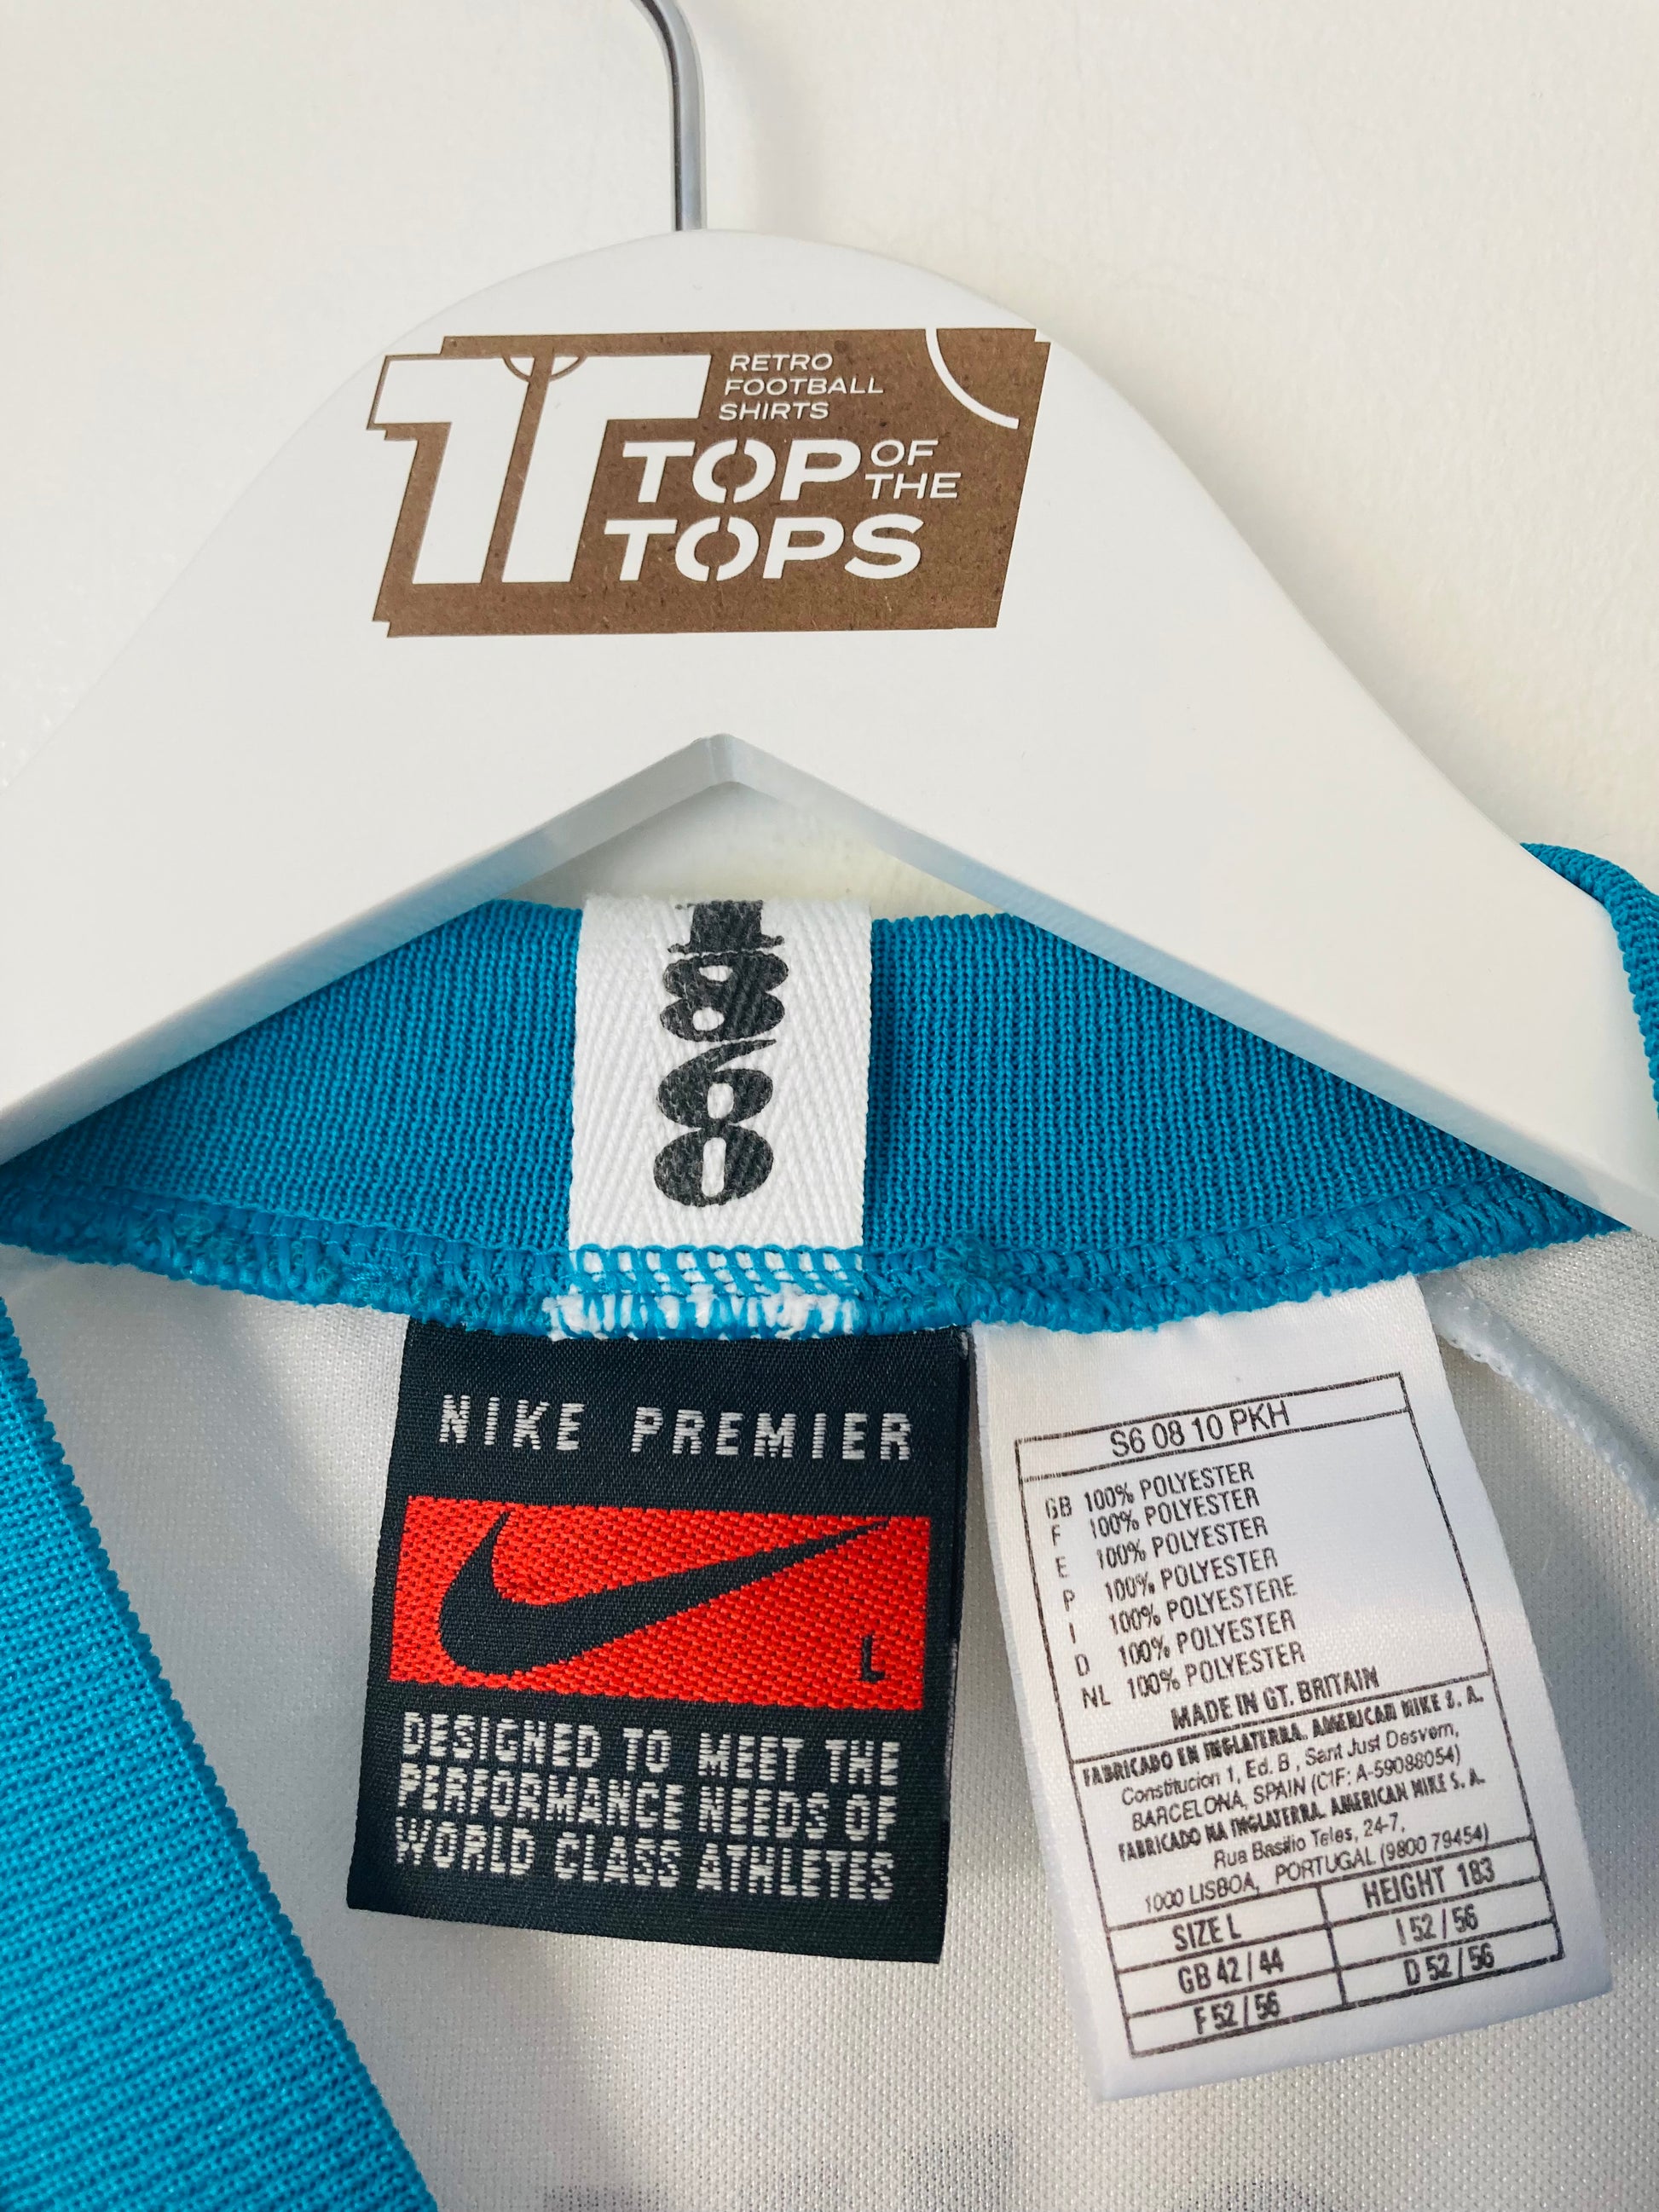 RETRO
FOOTBALL
SHIRTS
TOP OF THE
TOPS
1860
NIKE PREMIER
L
DESIGNED TO MEET THE
PERFORMANCE NEEDS OF
WORLD CLASS ATHLETES
S6 08 10 PKH
GB 100% POLYESTER
F 100% POLYESTER
E 100% POLYESTER
P 100% POLYESTER
I 100% POLYESTERE
D 100% POLYESTER
NL 100% POLYESTER
MADE IN GT. BRITAIN
FABRICADO EN INGLATERRA. AMERICAN NIKE S. A.
Constitucion 1, Ed. B, Sant Just Desvern,
BARCELONA, SPAIN (CIF: A-59088054)
FABRICADO NA INGLATERRA. AMERICAN NIKE S. A.
Rua Basilio Teles, 24-7,
1000 LISBOA, PORTUGAL (9800 79454)
SIZE L HEIGHT 183
GB 42 / 44 I 52 / 56
F 52 / 56 D 52 / 56